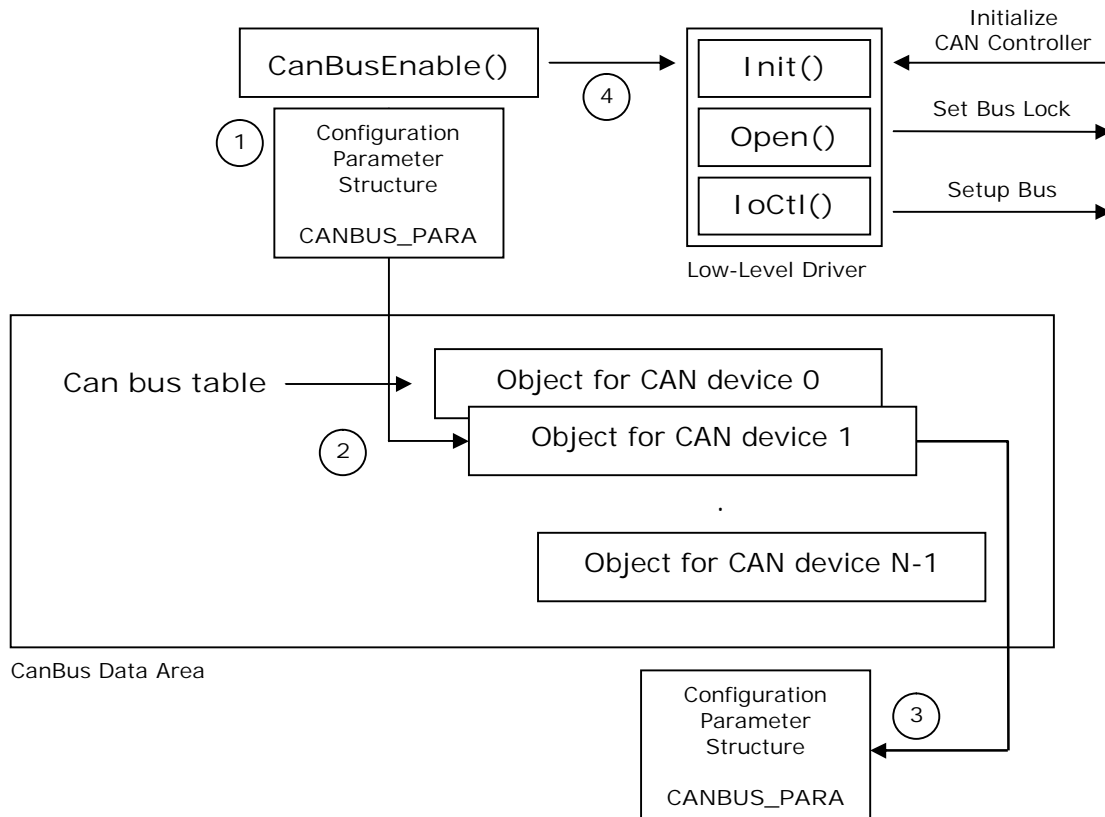 Initialize
CAN Controller
CanBusEnable()
Init()
4
Set Bus Lock
1
Configuration
Parameter
Structure
CANBUS_PARA
Open()
Setup Bus
IoCtl()
Low-Level Driver
Can bus table
Object for CAN device 0
2
Object for CAN device 1
.
Object for CAN device N-1
CanBus Data Area
Configuration
Parameter
Structure
CANBUS_PARA
3